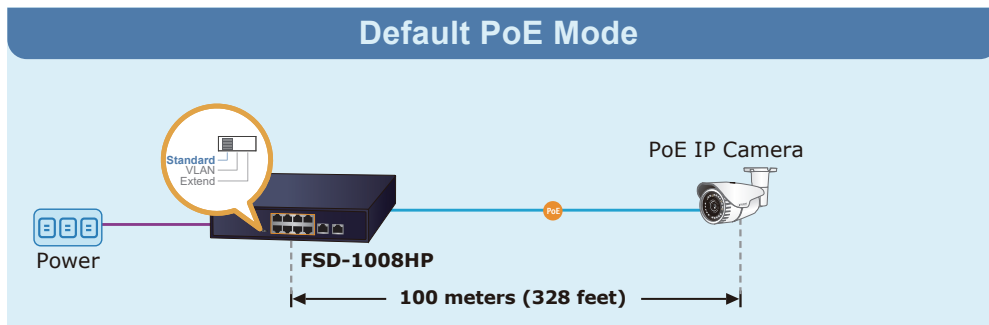 Default PoE Mode
Standard
VLAN
Extend
PoE IP Camera
PoE
Power
FSD-1008HP
100 meters (328 feet)